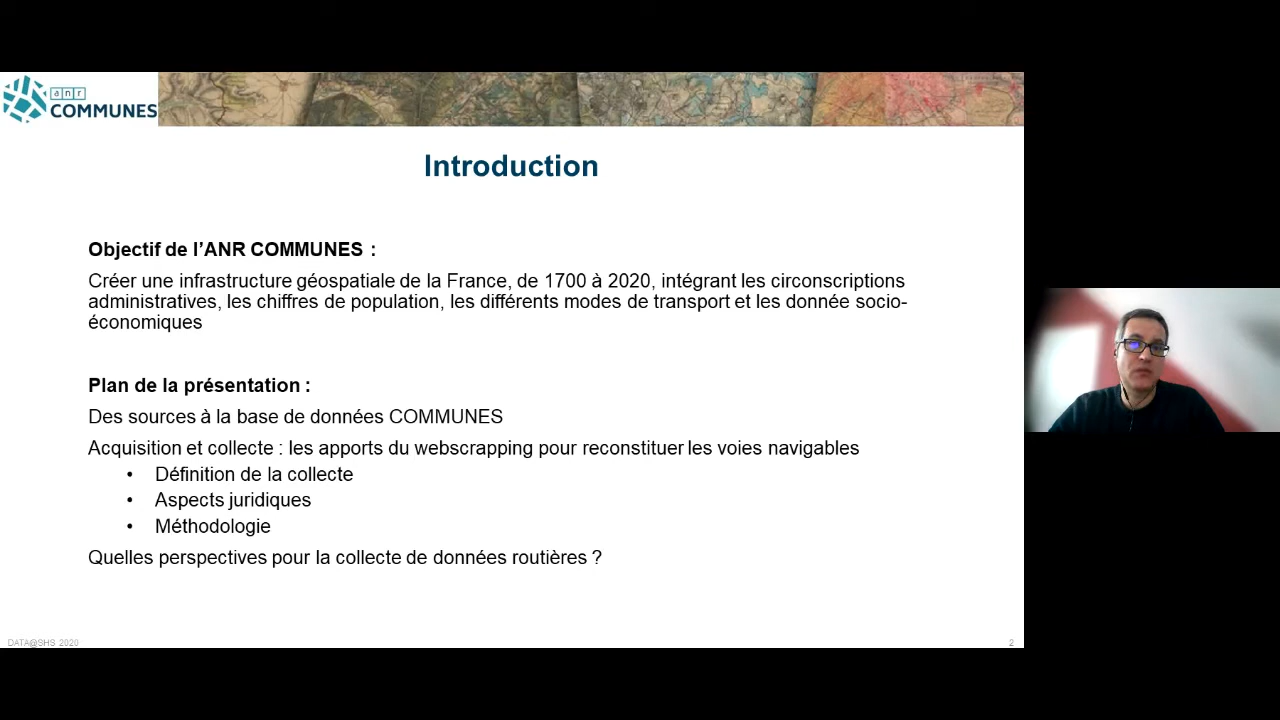 anr
COMMUNES
Introduction
Objectif de l’ANR COMMUNES :
Créer une infrastructure géospatiale de la France, de 1700 à 2020, intégrant les circonscriptions
administratives, les chiffres de population, les différents modes de transport et les donnée socio-
économiques
Plan de la présentation :
Des sources à la base de données COMMUNES
Acquisition et collecte : les apports du webscrapping pour reconstituer les voies navigables
• Définition de la collecte
• Aspects juridiques
• Méthodologie
Quelles perspectives pour la collecte de données routières ?
DATA@SHS 2020
2